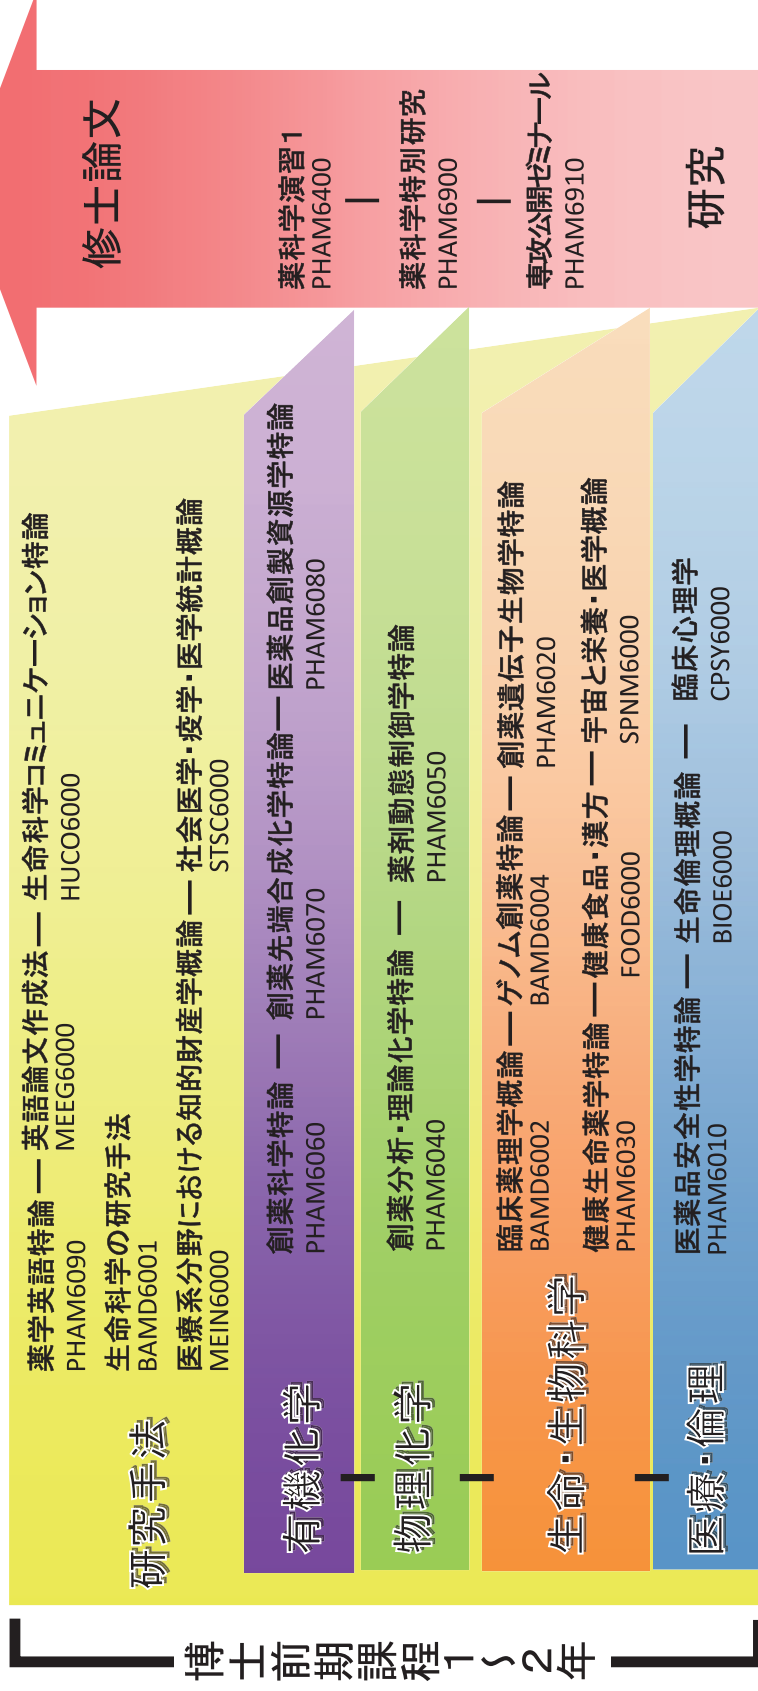 博士前期課程1〜2年
研究手法
薬学英語特論 ― 英語論文作成法 ― 生命科学コミュニケーション特論
PHAM6090 MEEG6000 HUCO6000
生命科学の研究手法
BAMD6001
医療系分野における知的財産学概論 ― 社会医学・疫学・医学統計概論
MEIN6000 STSC6000
有機化学
創薬科学特論 ― 創薬先端合成化学特論 ― 医薬品創製資源学特論
PHAM6060 PHAM6070 PHAM6080
物理化学
創薬分析・理論化学特論 ― 薬剤動態制御学特論
PHAM6040 PHAM6050
生命・生物科学
臨床薬理学概論 ― ゲノム創薬特論 ― 創薬遺伝子生物学特論
BAMD6002 BAMD6004 PHAM6020
健康生命薬学特論 ― 健康食品・漢方 ― 宇宙と栄養・医学概論
PHAM6030 FOOD6000 SPNM6000
医療・倫理
医薬品安全性学特論 ― 生命倫理概論 ― 臨床心理学
PHAM6010 BIOE6000 CPSY6000
修士論文
薬科学演習1
PHAM6400
薬科学特別研究
PHAM6900
専攻公開ゼミナール
PHAM6910
研究